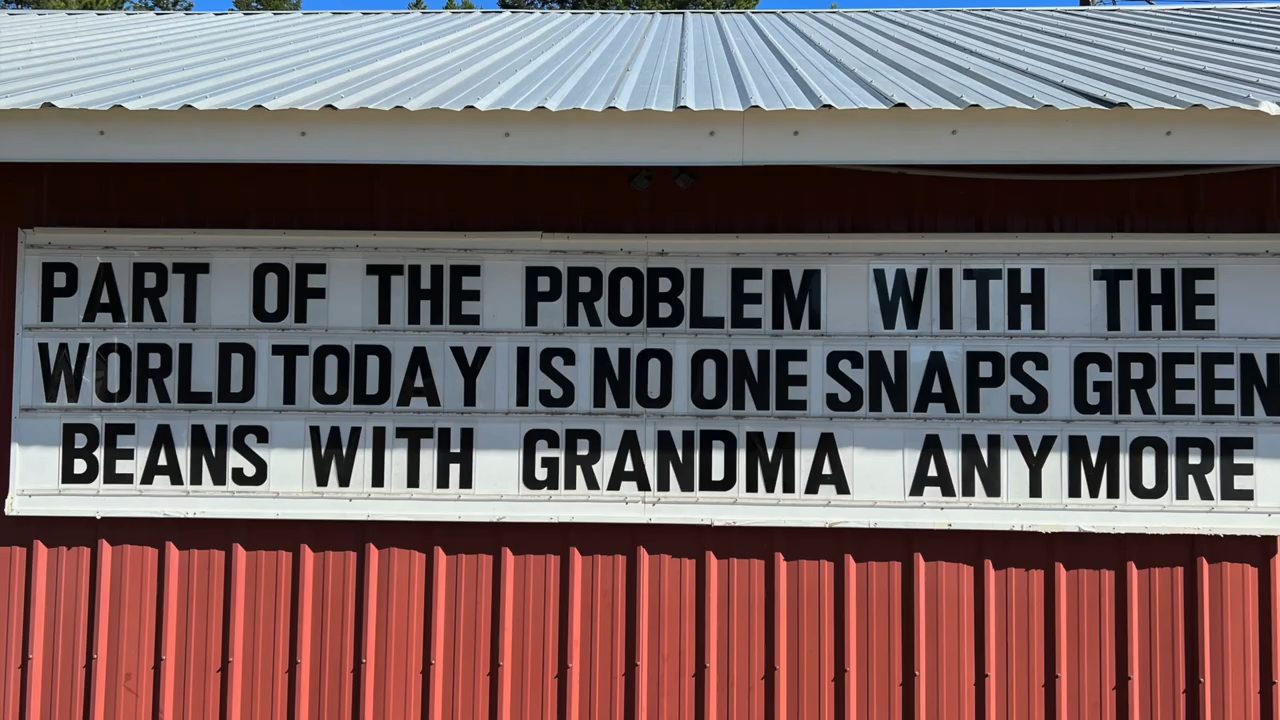 PART OF THE PROBLEM WITH THE
WORLD TODAY IS NO ONE SNAPS GREEN
BEANS WITH GRANDMA ANYMORE